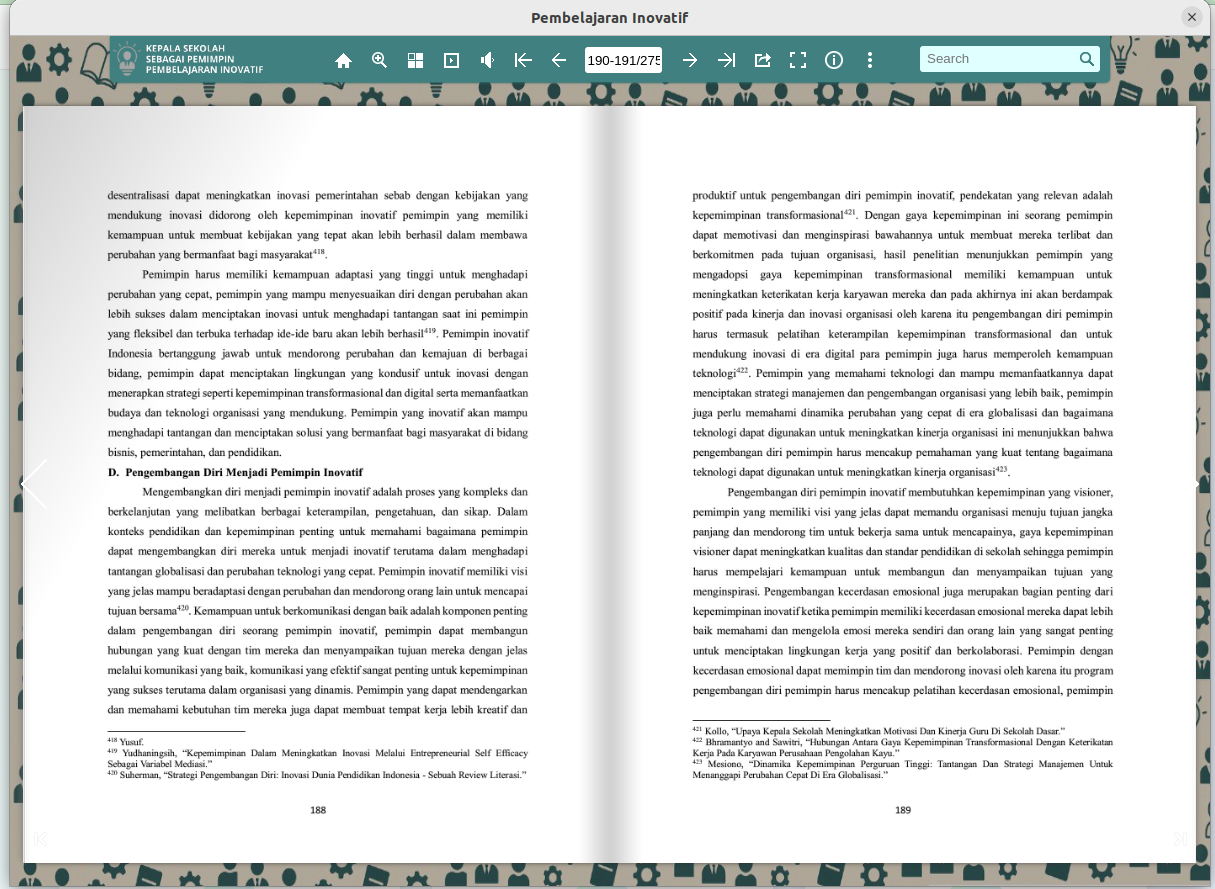 Pembelajaran Inovatif
KEPALA SEKOLAH
SEBAGAI PEMIMPIN
PEMBELAJARAN INOVATIF
190-191/275
Search
desentralisasi dapat meningkatkan inovasi pemerintahan sebab dengan kebijakan yang
mendukung inovasi didorong oleh kepemimpinan inovatif pemimpin yang memiliki
kemampuan untuk membuat kebijakan yang tepat akan lebih berhasil dalam membawa
perubahan yang bermanfaat bagi masyarakat⁴¹⁸.
Pemimpin harus memiliki kemampuan adaptasi yang tinggi untuk menghadapi
perubahan yang cepat, pemimpin yang mampu menyesuaikan diri dengan perubahan akan
lebih sukses dalam menciptakan inovasi untuk menghadapi tantangan saat ini pemimpin
yang fleksibel dan terbuka terhadap ide-ide baru akan lebih berhasil⁴¹⁹. Pemimpin inovatif
Indonesia bertanggung jawab untuk mendorong perubahan dan kemajuan di berbagai
bidang, pemimpin dapat menciptakan lingkungan yang kondusif untuk inovasi dengan
menerapkan strategi seperti kepemimpinan transformasional dan digital serta memanfaatkan
budaya dan teknologi organisasi yang mendukung. Pemimpin yang inovatif akan mampu
menghadapi tantangan dan menciptakan solusi yang bermanfaat bagi masyarakat di bidang
bisnis, pemerintahan, dan pendidikan.
D. Pengembangan Diri Menjadi Pemimpin Inovatif
Mengembangkan diri menjadi pemimpin inovatif adalah proses yang kompleks dan
berkelanjutan yang melibatkan berbagai keterampilan, pengetahuan, dan sikap. Dalam
konteks pendidikan dan kepemimpinan penting untuk memahami bagaimana pemimpin
dapat mengembangkan diri mereka untuk menjadi inovatif terutama dalam menghadapi
tantangan globalisasi dan perubahan teknologi yang cepat. Pemimpin inovatif memiliki visi
yang jelas mampu beradaptasi dengan perubahan dan mendorong orang lain untuk mencapai
tujuan bersama⁴²⁰. Kemampuan untuk berkomunikasi dengan baik adalah komponen penting
dalam pengembangan diri seorang pemimpin inovatif, pemimpin dapat membangun
hubungan yang kuat dengan tim mereka dan menyampaikan tujuan mereka dengan jelas
melalui komunikasi yang baik, komunikasi yang efektif sangat penting untuk kepemimpinan
yang sukses terutama dalam organisasi yang dinamis. Pemimpin yang dapat mendengarkan
dan memahami kebutuhan tim mereka juga dapat membuat tempat kerja lebih kreatif dan
⁴¹⁸ Yusuf.
⁴¹⁹ Yudhaningsih, “Kepemimpinan Dalam Meningkatkan Inovasi Melalui Entrepreneurial Self Efficacy
Sebagai Variabel Mediasi.”
⁴²⁰ Suherman, “Strategi Pengembangan Diri: Inovasi Dunia Pendidikan Indonesia - Sebuah Review Literasi.”
188
produktif untuk pengembangan diri pemimpin inovatif, pendekatan yang relevan adalah
kepemimpinan transformasional⁴²¹. Dengan gaya kepemimpinan ini seorang pemimpin
dapat memotivasi dan menginspirasi bawahannya untuk membuat mereka terlibat dan
berkomitmen pada tujuan organisasi, hasil penelitian menunjukkan pemimpin yang
mengadopsi gaya kepemimpinan transformasional memiliki kemampuan untuk
meningkatkan keterikatan kerja karyawan mereka dan pada akhirnya ini akan berdampak
positif pada kinerja dan inovasi organisasi oleh karena itu pengembangan diri pemimpin
harus termasuk pelatihan keterampilan kepemimpinan transformasional dan untuk
mendukung inovasi di era digital para pemimpin juga harus memperoleh kemampuan
teknologi⁴²². Pemimpin yang memahami teknologi dan mampu memanfaatkannya dapat
menciptakan strategi manajemen dan pengembangan organisasi yang lebih baik, pemimpin
juga perlu memahami dinamika perubahan yang cepat di era globalisasi dan bagaimana
teknologi dapat digunakan untuk meningkatkan kinerja organisasi ini menunjukkan bahwa
pengembangan diri pemimpin harus mencakup pemahaman yang kuat tentang bagaimana
teknologi dapat digunakan untuk meningkatkan kinerja organisasi⁴²³.
Pengembangan diri pemimpin inovatif membutuhkan kepemimpinan yang visioner,
pemimpin yang memiliki visi yang jelas dapat memandu organisasi menuju tujuan jangka
panjang dan mendorong tim untuk bekerja sama untuk mencapainya, gaya kepemimpinan
visioner dapat meningkatkan kualitas dan standar pendidikan di sekolah sehingga pemimpin
harus mempelajari kemampuan untuk membangun dan menyampaikan tujuan yang
menginspirasi. Pengembangan kecerdasan emosional juga merupakan bagian penting dari
kepemimpinan inovatif ketika pemimpin memiliki kecerdasan emosional mereka dapat lebih
baik memahami dan mengelola emosi mereka sendiri dan orang lain yang sangat penting
untuk menciptakan lingkungan kerja yang positif dan berkolaborasi. Pemimpin dengan
kecerdasan emosional dapat memimpin tim dan mendorong inovasi oleh karena itu program
pengembangan diri pemimpin harus mencakup pelatihan kecerdasan emosional, pemimpin
⁴²¹ Kollo, “Upaya Kepala Sekolah Meningkatkan Motivasi Dan Kinerja Guru Di Sekolah Dasar.”
⁴²² Bhramantyo and Sawitri, “Hubungan Antara Gaya Kepemimpinan Transformasional Dengan Keterikatan
Kerja Pada Karyawan Perusahaan Pengolahan Kayu.”
⁴²³ Mesiono, “Dinamika Kepemimpinan Perguruan Tinggi: Tantangan Dan Strategi Manajemen Untuk
Menanggapi Perubahan Cepat Di Era Globalisasi.”
189